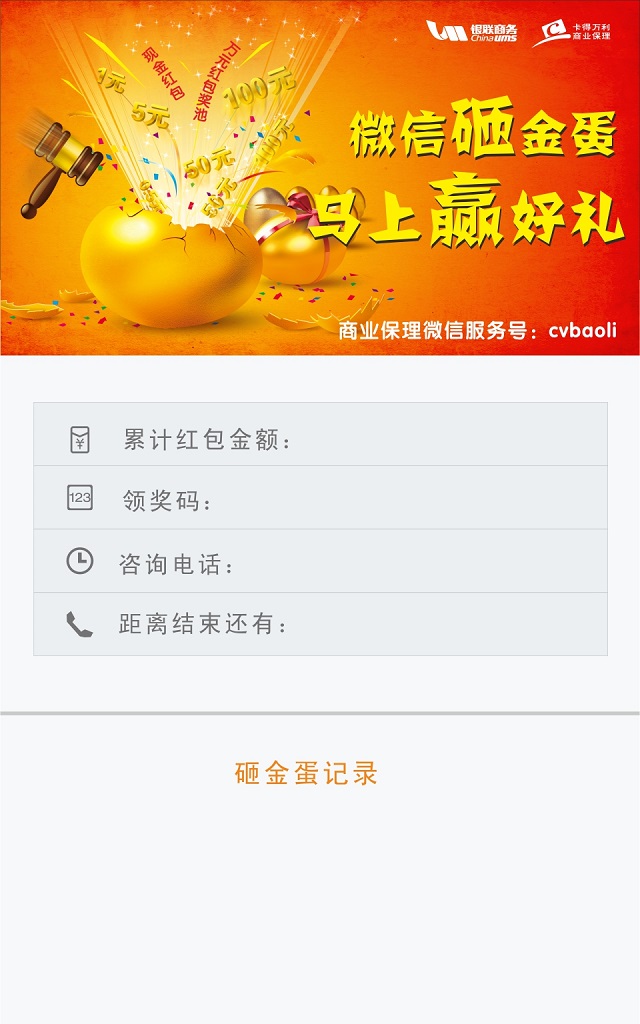 银联商务
China ums
卡得万利
商业保理
万元红包奖池
现金红包
1元
5元
100元
100元
50元
50元
微信砸金蛋
马上赢好礼
商业保理微信服务号：cvbaoli
¥
累计红包金额：
123
领奖码：
咨询电话：
距离结束还有：
砸金蛋记录